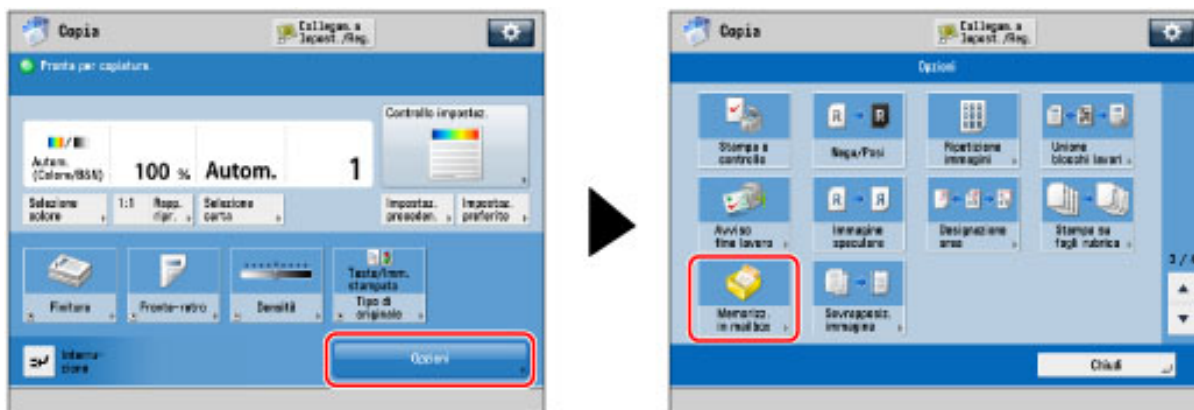 Copia
Collegam. a
Impost./Reg.
Pronta per copiatura.
Controllo impostaz.
Autom.
(Colore/B&N)
100 %
Autom.
1
Selezione
colore
1:1
Rapp.
ripr.
Selezione
carta
Impostaz.
preceden.
Impostaz.
preferito
Finitura
Fronte-retro
Densità
Testo/Imm.
stampata
Tipo di
originale
Interru-
zione
Opzioni
Copia
Collegam. a
Impost./Reg.
Opzioni
Stampa e
controllo
R
R
Nega/Posi
Ripetizione
immagini
Unione
blocchi lavori
Avviso
fine lavoro
R
R
Immagine
speculare
Designazione
area
Stampa su
fogli rubrica
Memorizz.
in mailbox
Sovrapposiz.
immagine
Chiudi